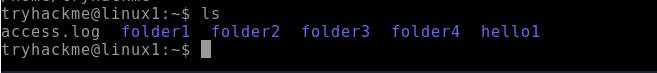 tryhackme@linux1:~$ ls
access.log  folder1  folder2  folder3  folder4  hello1
tryhackme@linux1:~$